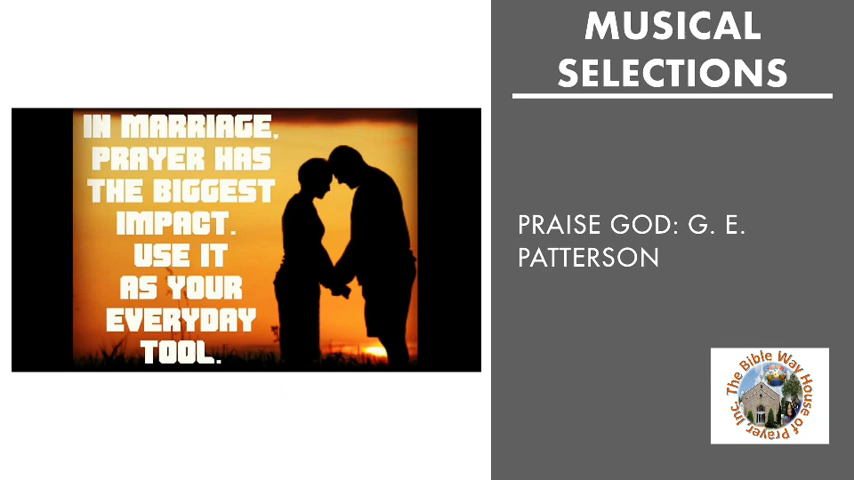 IN MARRIAGE,
PRAYER HAS
THE BIGGEST
IMPACT.
USE IT
AS YOUR
EVERYDAY
TOOL.
MUSICAL
SELECTIONS
PRAISE GOD: G. E.
PATTERSON
The Bible Way House of Prayer, Inc.